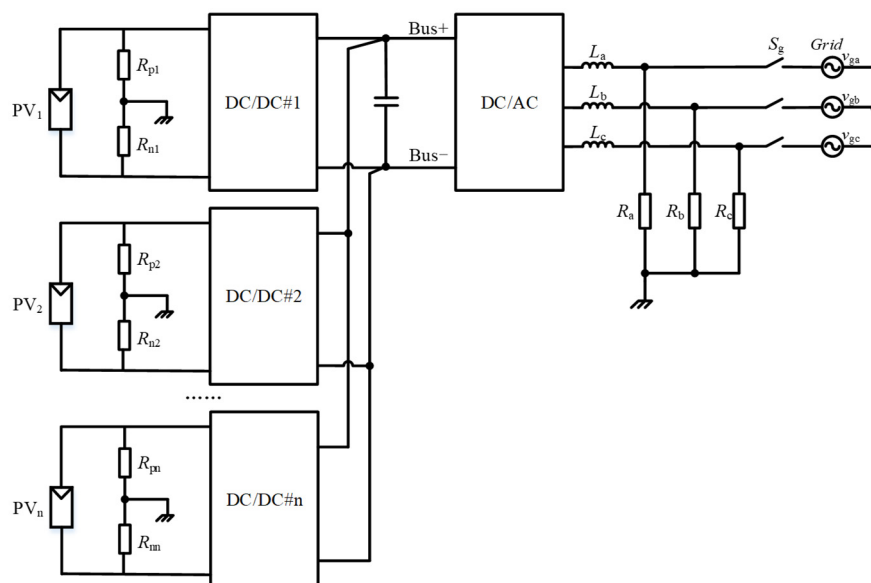 Bus+
PV1
Rp1
Rn1
DC/DC#1
Bus−
DC/AC
La
Lb
Lc
Sg
Grid
vga
vgb
vgc
Ra
Rb
Rc
PV2
Rp2
Rn2
DC/DC#2
......
PVn
Rpn
Rnn
DC/DC#n